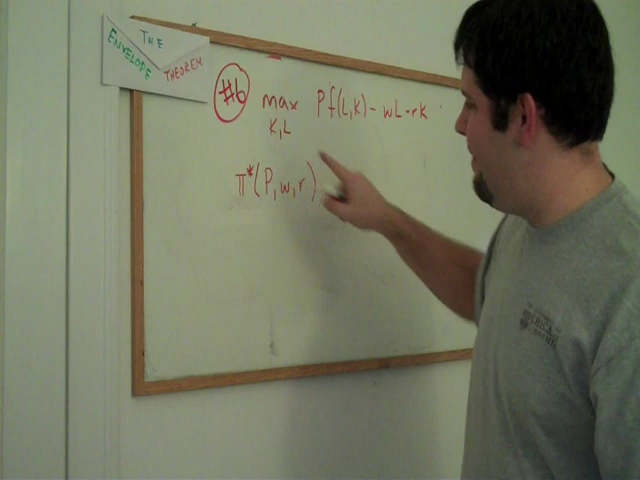 THE
ENVELOPE
THEOREM
#6 max Pf(L,K) - wL - rK
K,L
π*(P,w,r)